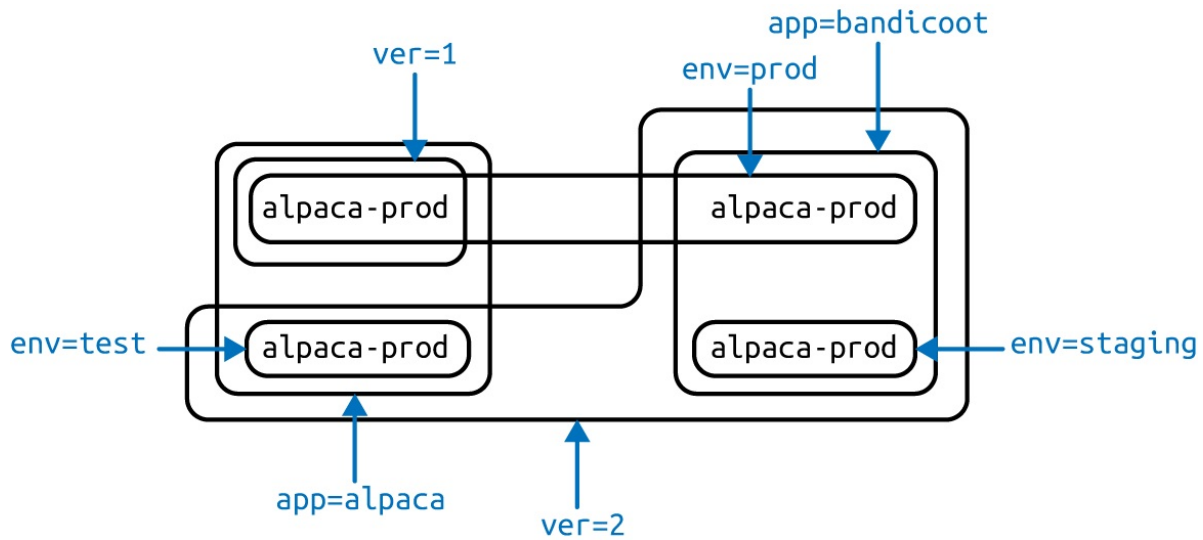 app=bandicoot
ver=1
env=prod
alpaca-prod
alpaca-prod
env=test
alpaca-prod
alpaca-prod
env=staging
app=alpaca
ver=2